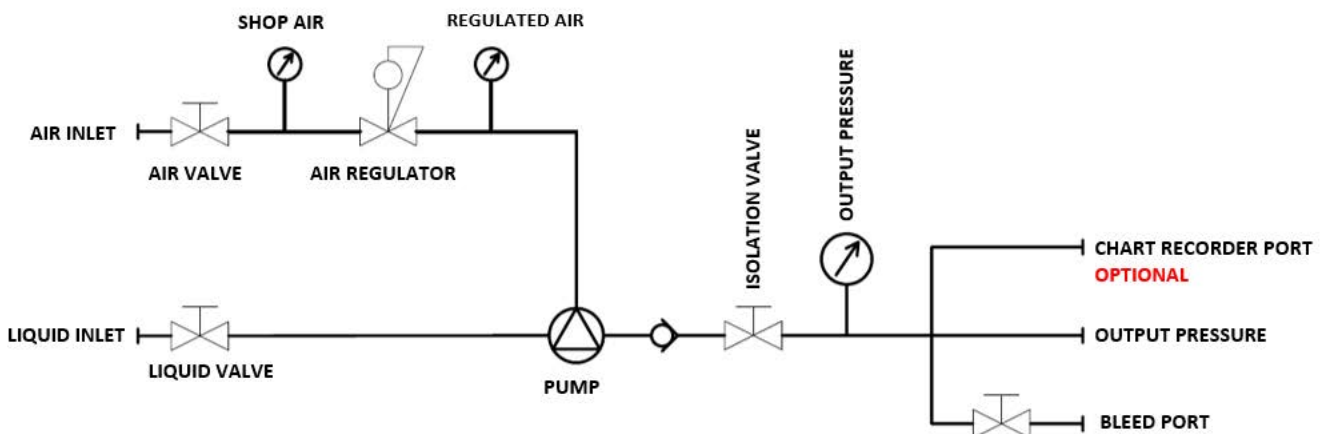 SHOP AIR
REGULATED AIR
AIR INLET
AIR VALVE
AIR REGULATOR
ISOLATION VALVE
OUTPUT PRESSURE
CHART RECORDER PORT
OPTIONAL
LIQUID INLET
OUTPUT PRESSURE
LIQUID VALVE
PUMP
BLEED PORT